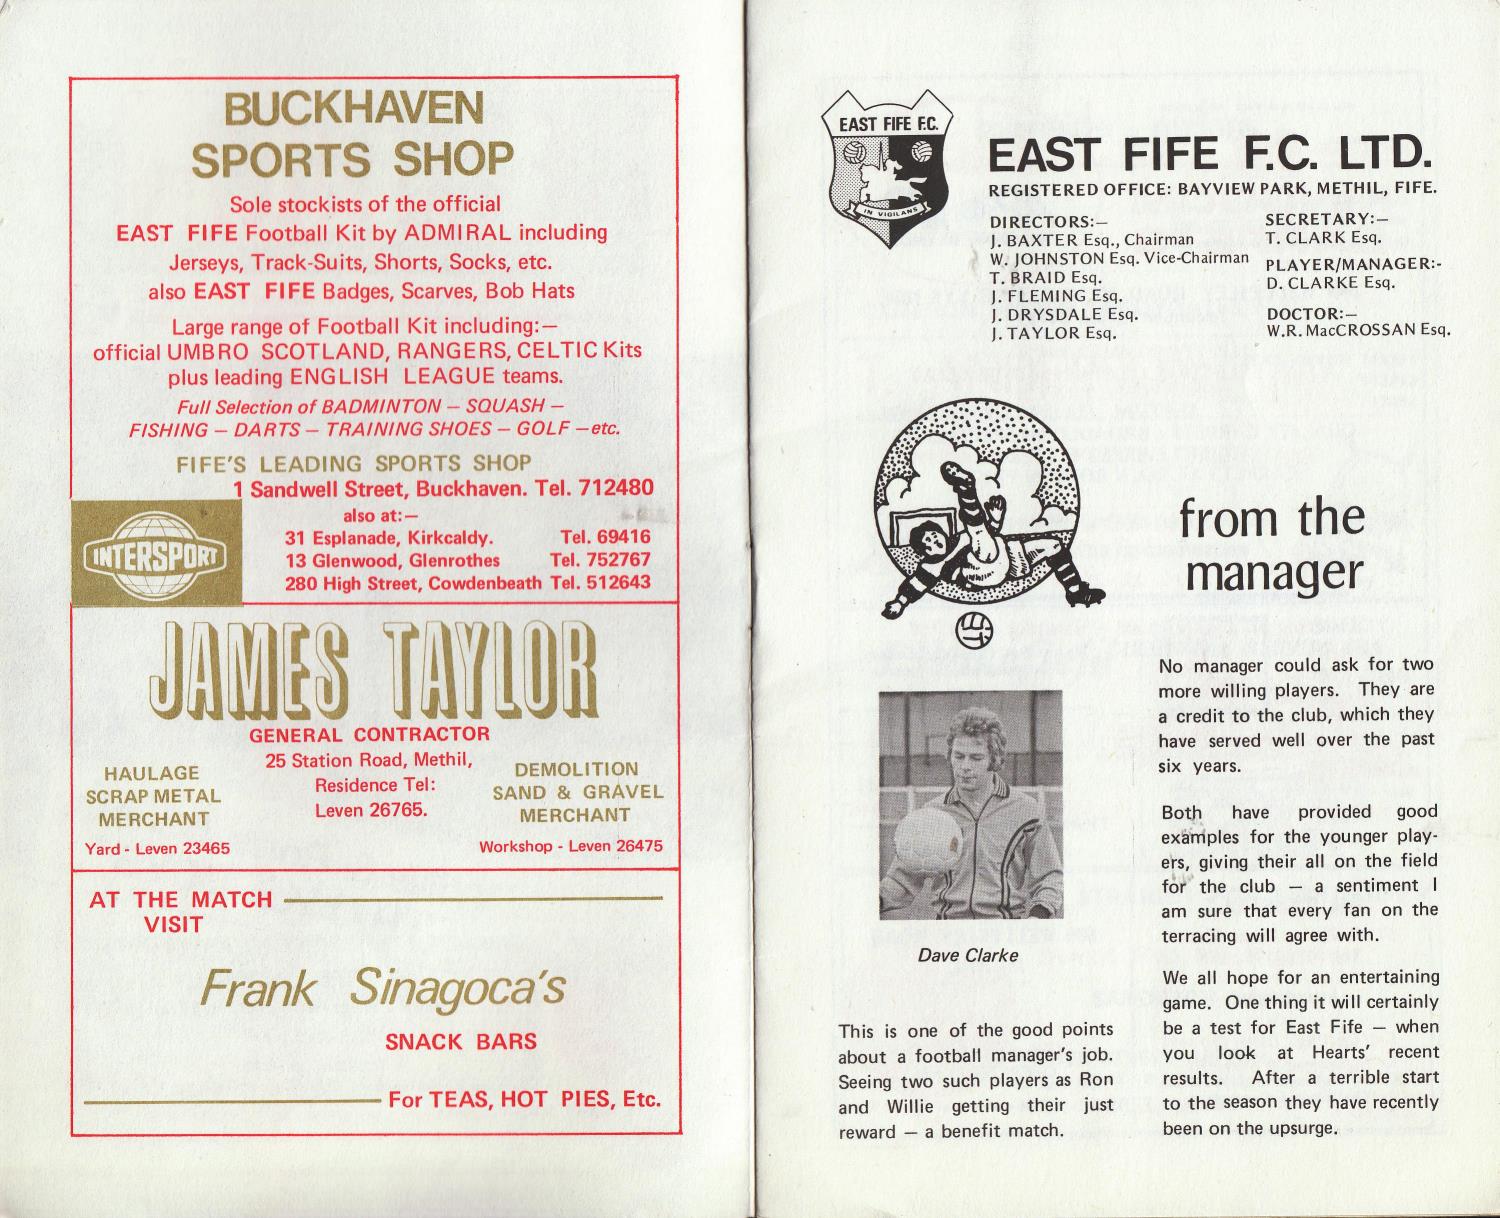 BUCKHAVEN
SPORTS SHOP
Sole stockists of the official
EAST FIFE Football Kit by ADMIRAL including
Jerseys, Track-Suits, Shorts, Socks, etc.
also EAST FIFE Badges, Scarves, Bob Hats
Large range of Football Kit including:—
official UMBRO SCOTLAND, RANGERS, CELTIC Kits
plus leading ENGLISH LEAGUE teams.
Full Selection of BADMINTON — SQUASH —
FISHING — DARTS — TRAINING SHOES — GOLF —etc.
FIFE'S LEADING SPORTS SHOP
1 Sandwell Street, Buckhaven. Tel. 712480
also at:—
31 Esplanade, Kirkcaldy. Tel. 69416
13 Glenwood, Glenrothes Tel. 752767
280 High Street, Cowdenbeath Tel. 512643
INTERSPORT
JAMES TAYLOR
GENERAL CONTRACTOR
25 Station Road, Methil,
Residence Tel:
Leven 26765.
HAULAGE
SCRAP METAL
MERCHANT
Yard - Leven 23465
DEMOLITION
SAND & GRAVEL
MERCHANT
Workshop - Leven 26475
AT THE MATCH
VISIT
Frank Sinagoca's
SNACK BARS
For TEAS, HOT PIES, Etc.
EAST FIFE F.C.
IN VIGILANS
EAST FIFE F.C. LTD.
REGISTERED OFFICE: BAYVIEW PARK, METHIL, FIFE.
DIRECTORS:—
J. BAXTER Esq., Chairman
W. JOHNSTON Esq. Vice-Chairman
T. BRAID Esq.
J. FLEMING Esq.
J. DRYSDALE Esq.
J. TAYLOR Esq.
SECRETARY:—
T. CLARK Esq.
PLAYER/MANAGER:-
D. CLARKE Esq.
DOCTOR:—
W.R. MacCROSSAN Esq.
from the
manager
Dave Clarke
This is one of the good points
about a football manager's job.
Seeing two such players as Ron
and Willie getting their just
reward — a benefit match.
No manager could ask for two
more willing players. They are
a credit to the club, which they
have served well over the past
six years.
Both have provided good
examples for the younger play-
ers, giving their all on the field
for the club — a sentiment I
am sure that every fan on the
terracing will agree with.
We all hope for an entertaining
game. One thing it will certainly
be a test for East Fife — when
you look at Hearts' recent
results. After a terrible start
to the season they have recently
been on the upsurge.